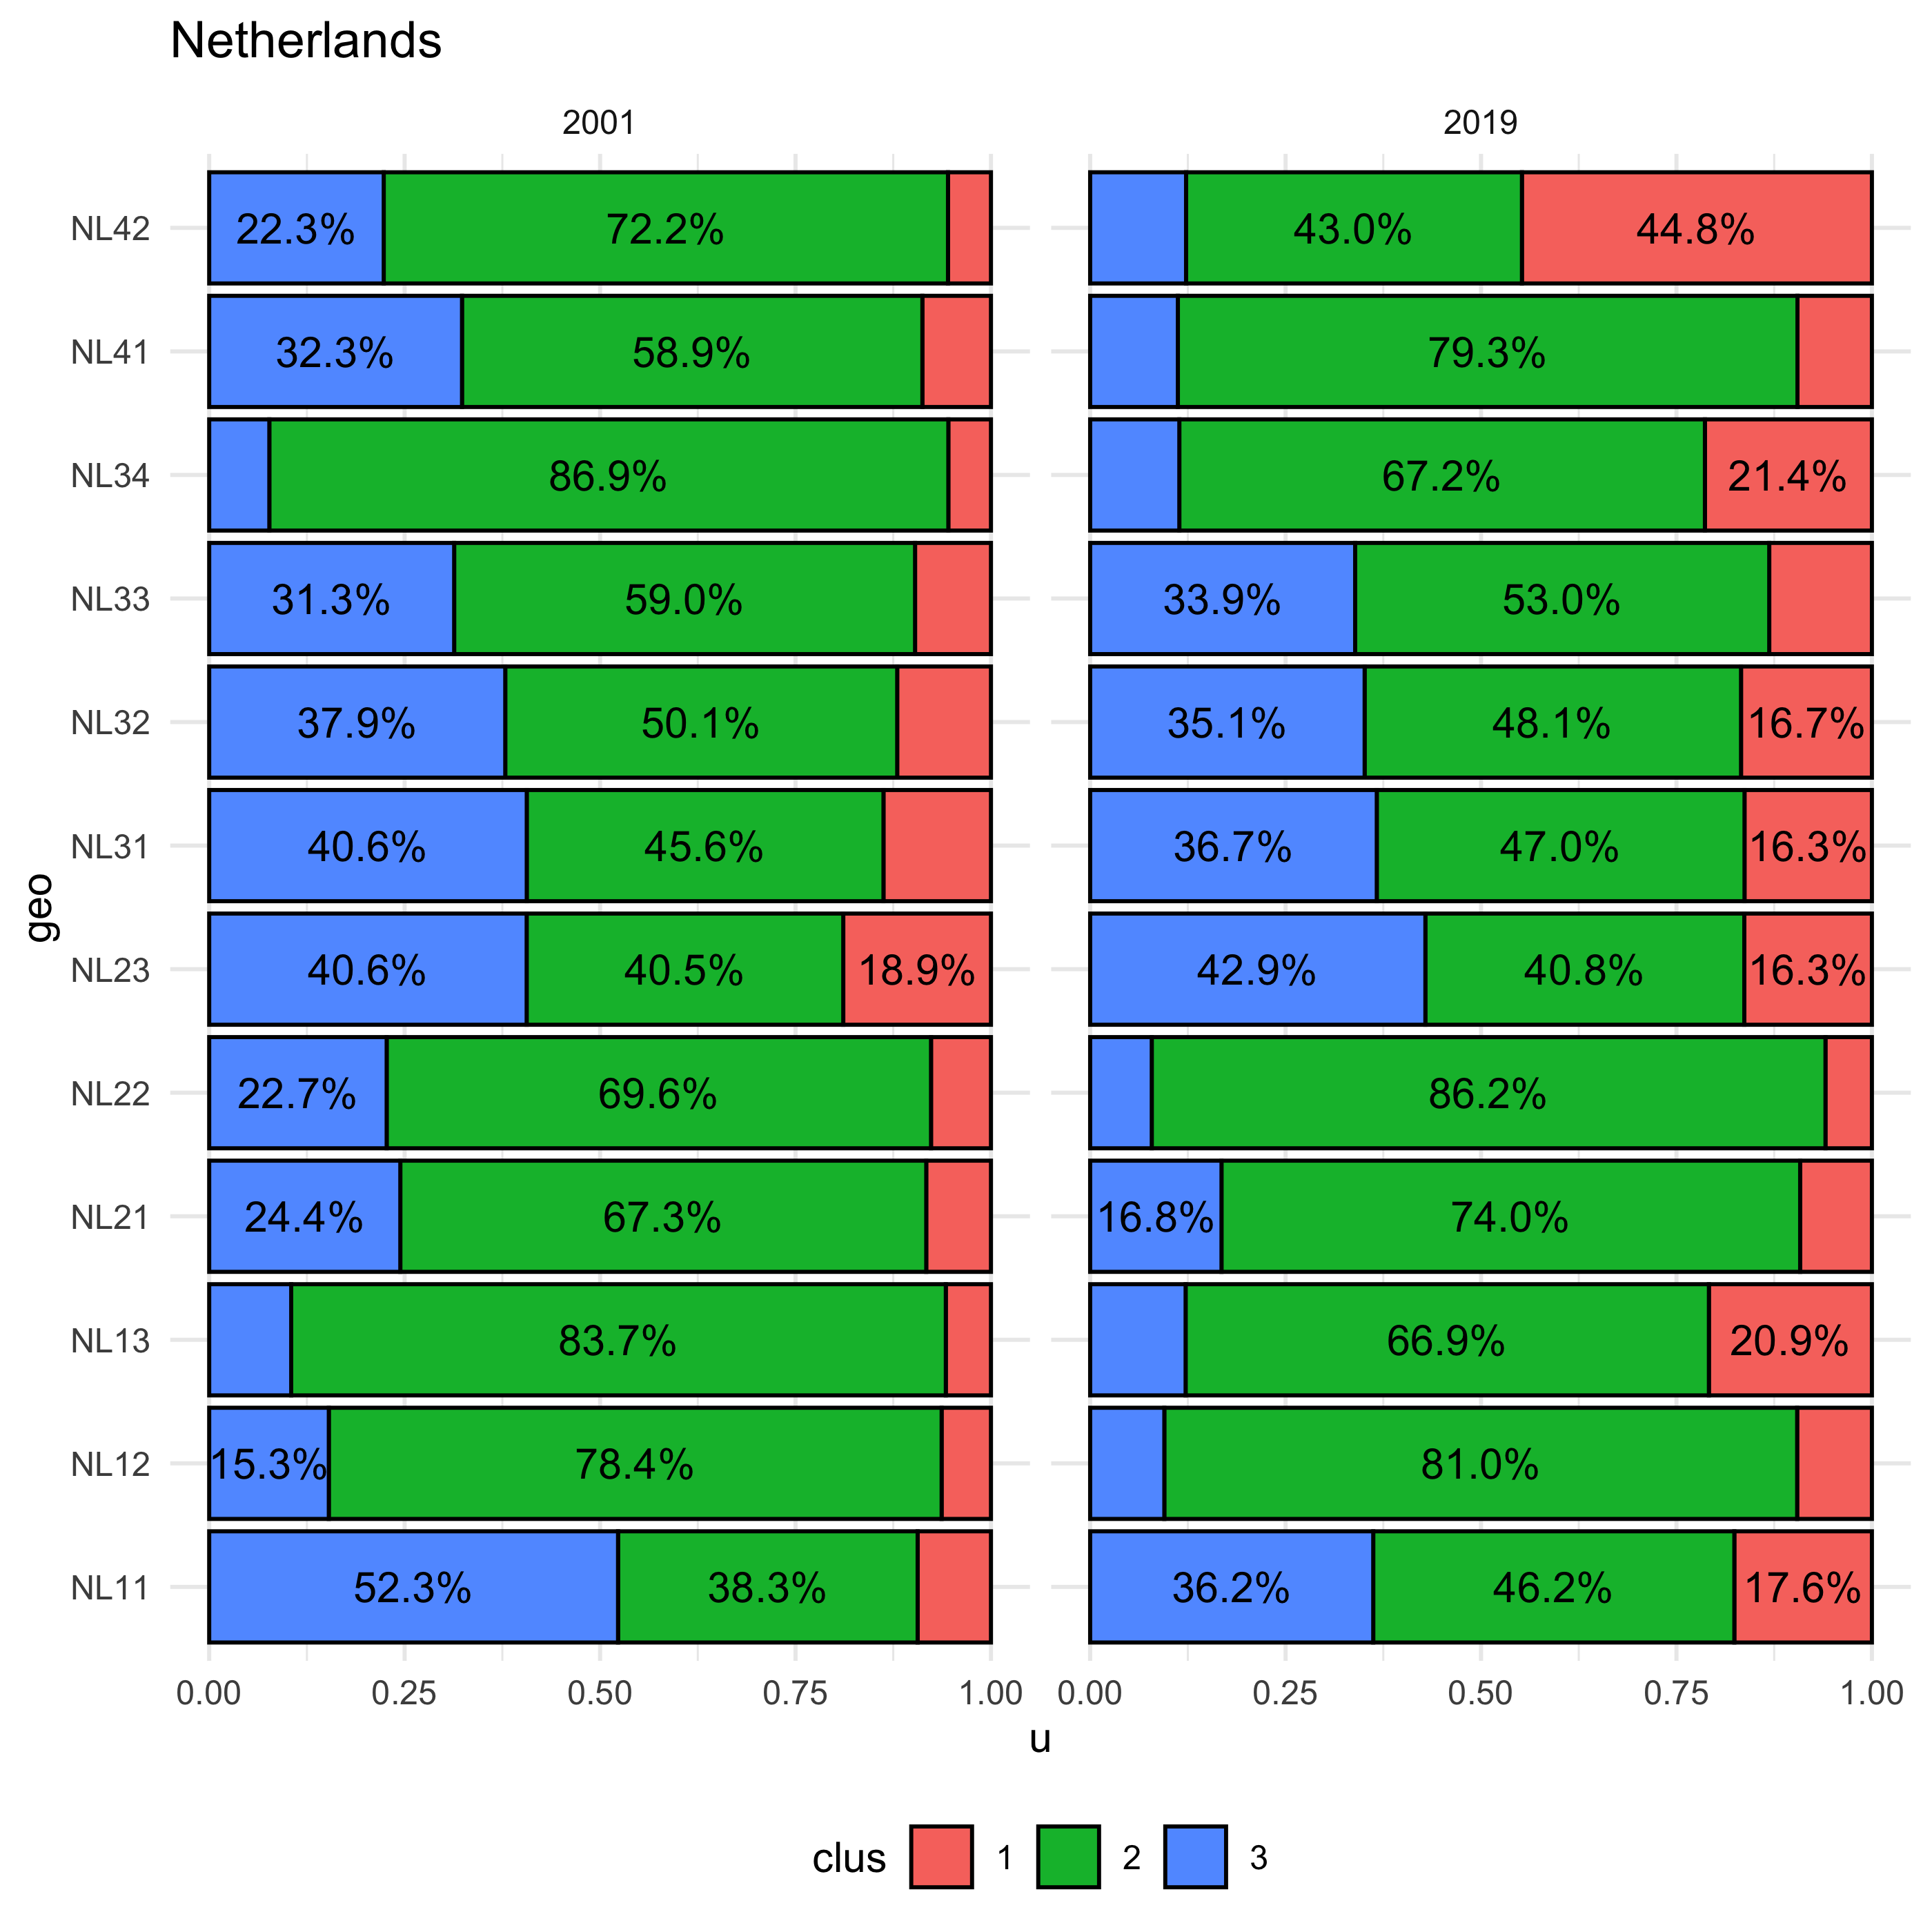 Netherlands
2001 2019
NL42 22.3% 72.2% 43.0% 44.8%
NL41 32.3% 58.9% 79.3%
NL34 86.9% 67.2% 21.4%
NL33 31.3% 59.0% 33.9% 53.0%
NL32 37.9% 50.1% 35.1% 48.1% 16.7%
NL31 40.6% 45.6% 36.7% 47.0% 16.3%
geo
NL23 40.6% 40.5% 18.9% 42.9% 40.8% 16.3%
NL22 22.7% 69.6% 86.2%
NL21 24.4% 67.3% 16.8% 74.0%
NL13 83.7% 66.9% 20.9%
NL12 15.3% 78.4% 81.0%
NL11 52.3% 38.3% 36.2% 46.2% 17.6%
0.00 0.25 0.50 0.75 1.00 0.00 0.25 0.50 0.75 1.00
u
clus 1 2 3